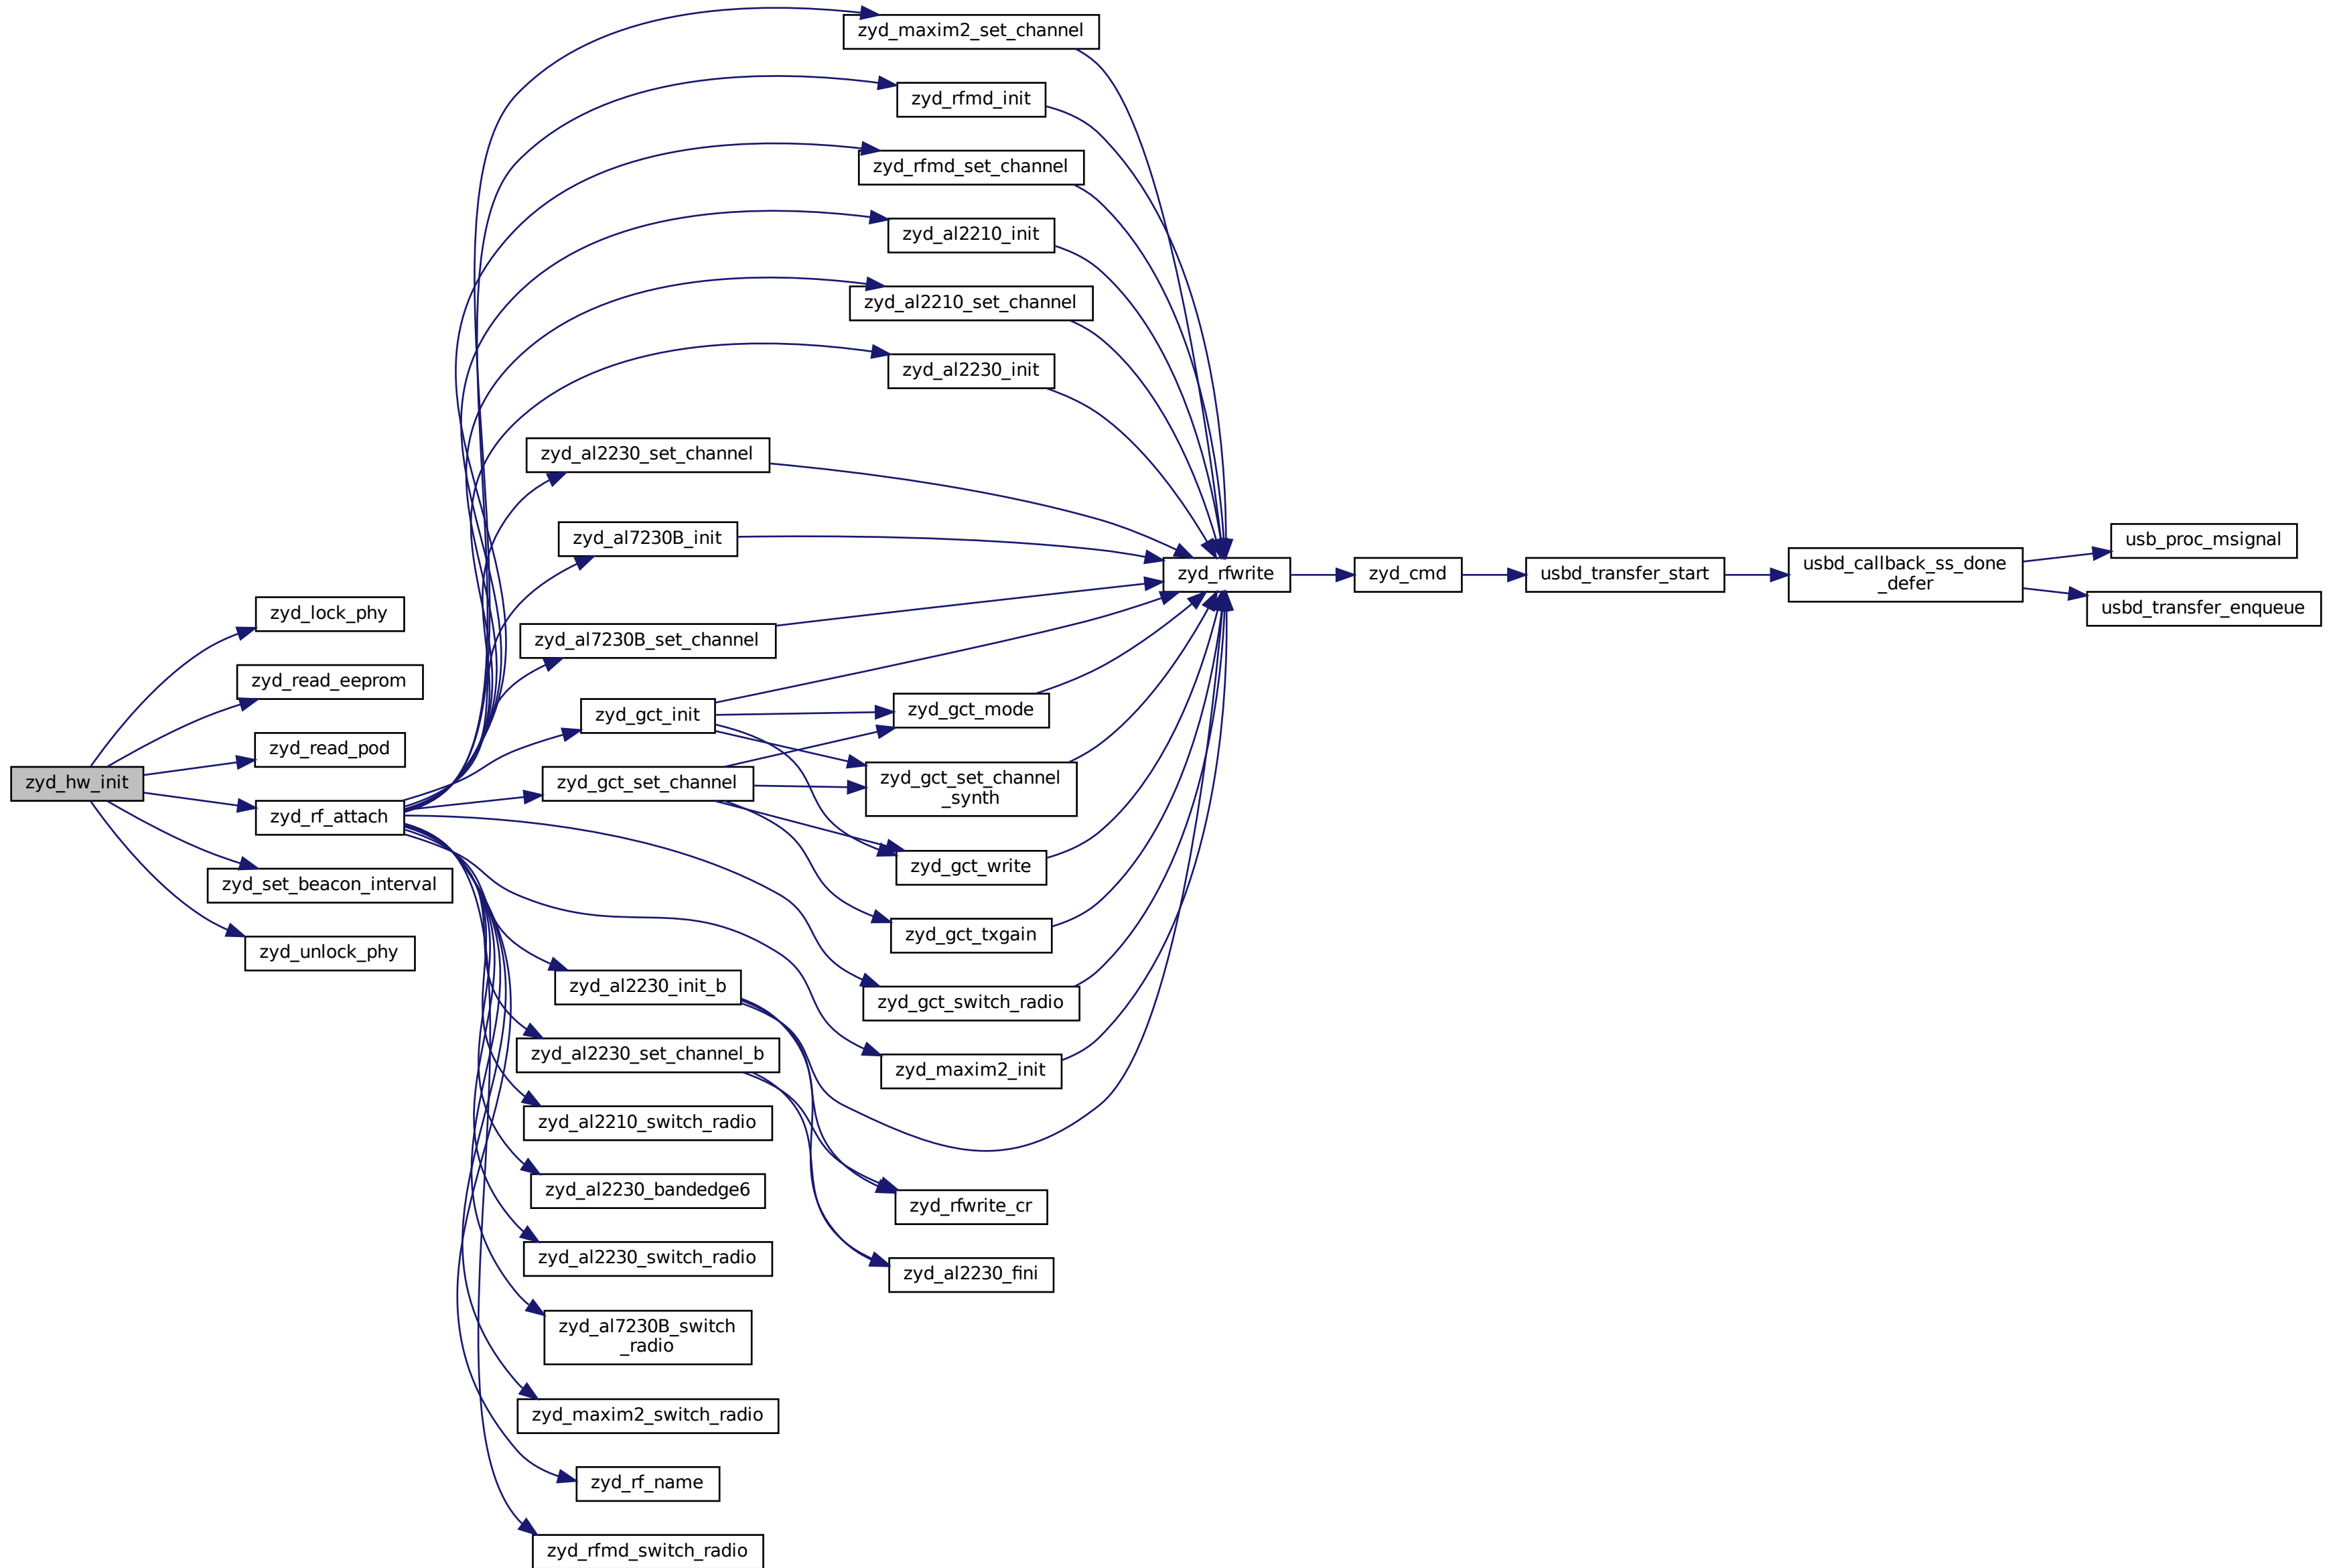 zyd_maxim2_set_channel
zyd_rfmd_init
zyd_rfmd_set_channel
zyd_al2210_init
zyd_al2210_set_channel
zyd_al2230_init
zyd_al2230_set_channel
zyd_al7230B_init
zyd_al7230B_set_channel
zyd_gct_init
zyd_gct_set_channel
zyd_lock_phy
zyd_read_eeprom
zyd_read_pod
zyd_hw_init
zyd_rf_attach
zyd_set_beacon_interval
zyd_unlock_phy
zyd_gct_mode
zyd_gct_set_channel
_synth
zyd_gct_write
zyd_gct_txgain
zyd_gct_switch_radio
zyd_maxim2_init
zyd_rfwrite
zyd_cmd
usbd_transfer_start
usbd_callback_ss_done
_defer
usb_proc_msignal
usbd_transfer_enqueue
zyd_al2230_init_b
zyd_al2230_set_channel_b
zyd_al2210_switch_radio
zyd_al2230_bandedge6
zyd_al2230_switch_radio
zyd_al7230B_switch
_radio
zyd_maxim2_switch_radio
zyd_rf_name
zyd_rfmd_switch_radio
zyd_rfwrite_cr
zyd_al2230_fini